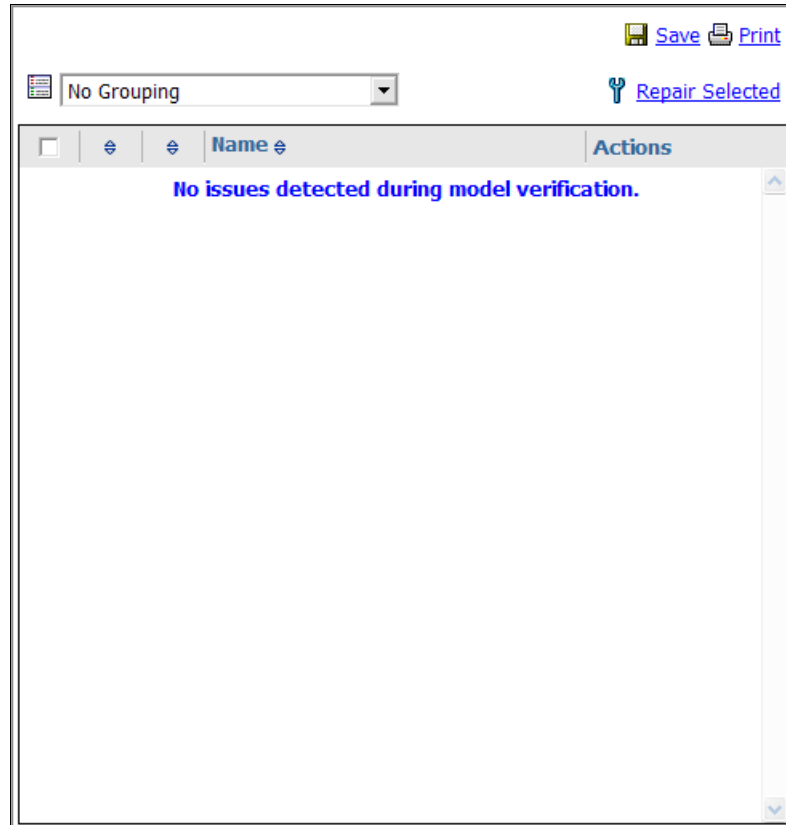 Save Print
No Grouping
Repair Selected
Name Actions
No issues detected during model verification.